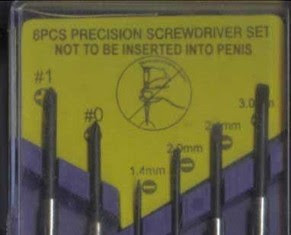 6PCS PRECISION SCREWDRIVER SET
NOT TO BE INSERTED INTO PENIS
#1
#0
3.0mm
2.0mm
1.4mm